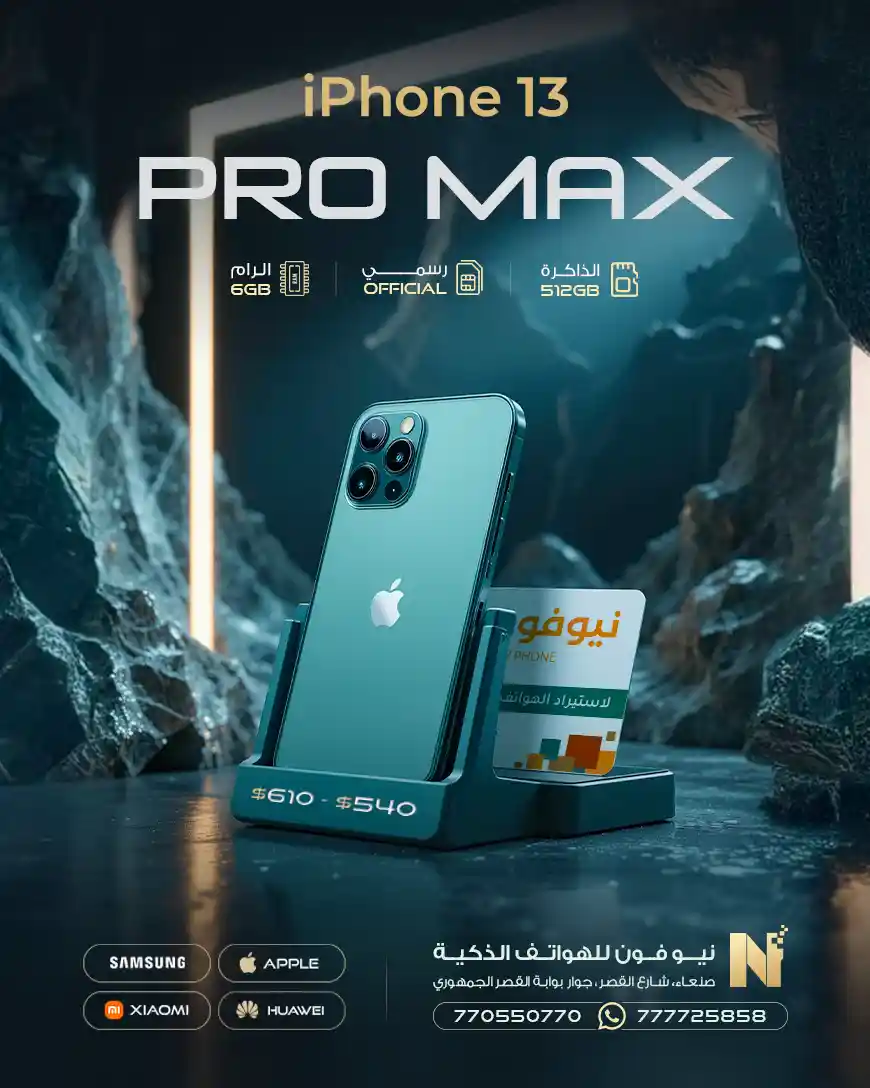 iPhone 13
PRO MAX
الذاكرة
512GB
رسمي
OFFICIAL
الرام
RAM
6GB
نيوفو
PHONE
لاستيراد الهواتف
$610 - $540
SAMSUNG
APPLE
XIAOMI
HUAWEI
نيو فون للهواتف الذكية
صنعاء، شارع القصر، جوار بوابة القصر الجمهوري
770550770
777725858